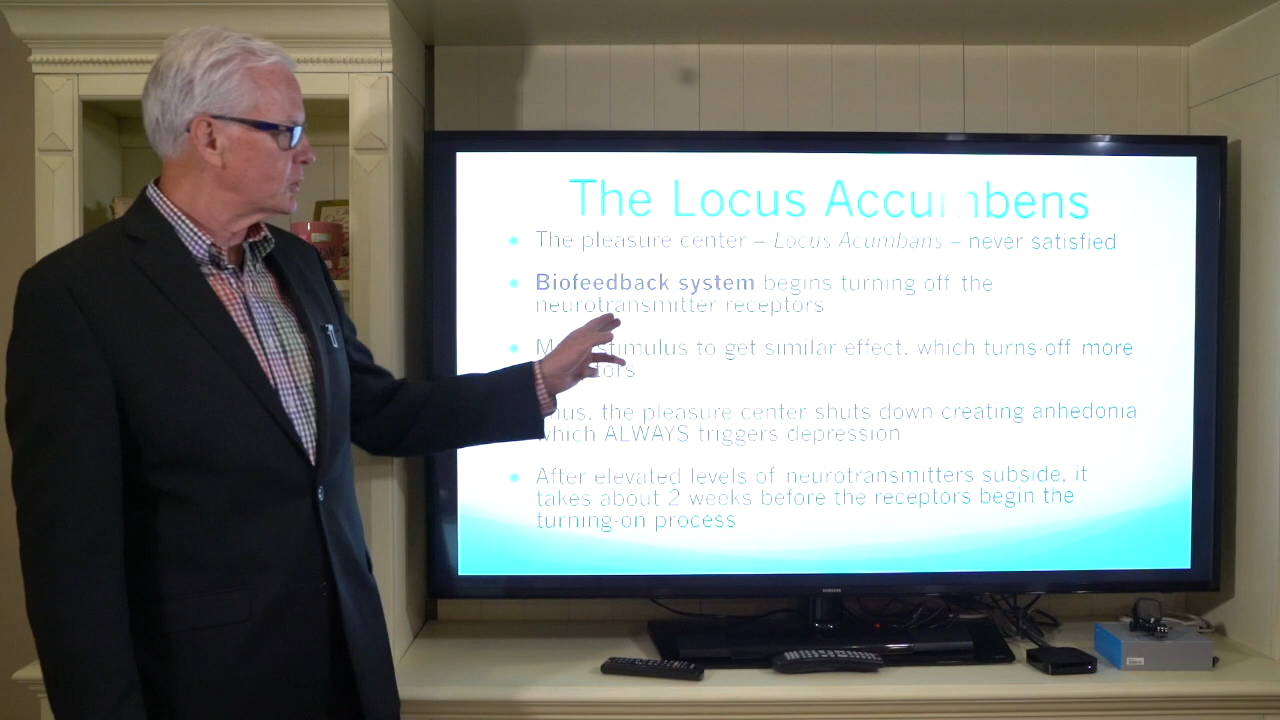 The Locus Accumbens
The pleasure center – Locus Acumbans – never satisfied
Biofeedback system begins turning off the
neurotransmitter receptors
stimulus to get similar effect, which turns-off more
the pleasure center shuts down creating anhedonia
which ALWAYS triggers depression
After elevated levels of neurotransmitters subside, it
takes about 2 weeks before the receptors begin the
turning-on process
SAMSUNG